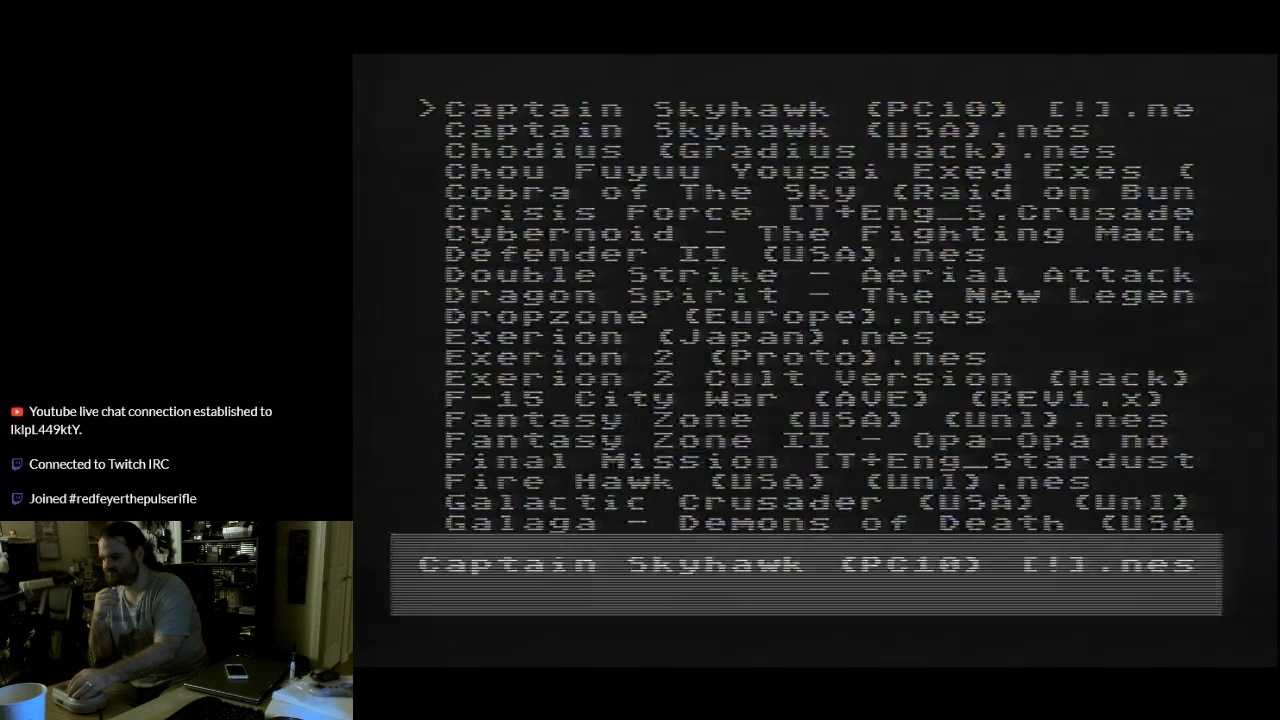 >Captain Skyhawk (PC10) [!].ne
Captain Skyhawk (USA).nes
Chodius (Gradius Hack).nes
Chou Fuyuu Yousai Exed Exes (
Cobra of The Sky (Raid on Bun
Crisis Force [T+Eng_S.Crusade
Cybernoid - The Fighting Mach
Defender II (USA).nes
Double Strike - Aerial Attack
Dragon Spirit - The New Legen
Dropzone (Europe).nes
Exerion (Japan).nes
Exerion 2 (Proto).nes
Exerion 2 Cult Version (Hack)
F-15 City War (AVE) (REV1.x)
Fantasy Zone (USA) (Unl).nes
Fantasy Zone II - Opa-Opa no
Final Mission [T+Eng_Stardust
Fire Hawk (USA) (Unl).nes
Galactic Crusader (USA) (Unl)
Galaga - Demons of Death (USA
Captain Skyhawk (PC10) [!].nes
Youtube live chat connection established to
lkIpL449ktY.
Connected to Twitch IRC
Joined #redfeyerthepulserifle